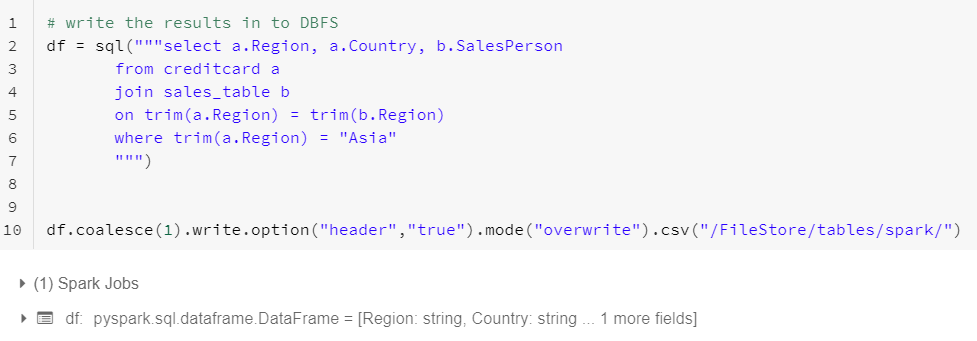 1 # write the results in to DBFS
2 df = sql("""select a.Region, a.Country, b.SalesPerson
3 from creditcard a
4 join sales_table b
5 on trim(a.Region) = trim(b.Region)
6 where trim(a.Region) = "Asia"
7 """)
8
9
10 df.coalesce(1).write.option("header","true").mode("overwrite").csv("/FileStore/tables/spark/")
(1) Spark Jobs
df: pyspark.sql.dataframe.DataFrame = [Region: string, Country: string ... 1 more fields]